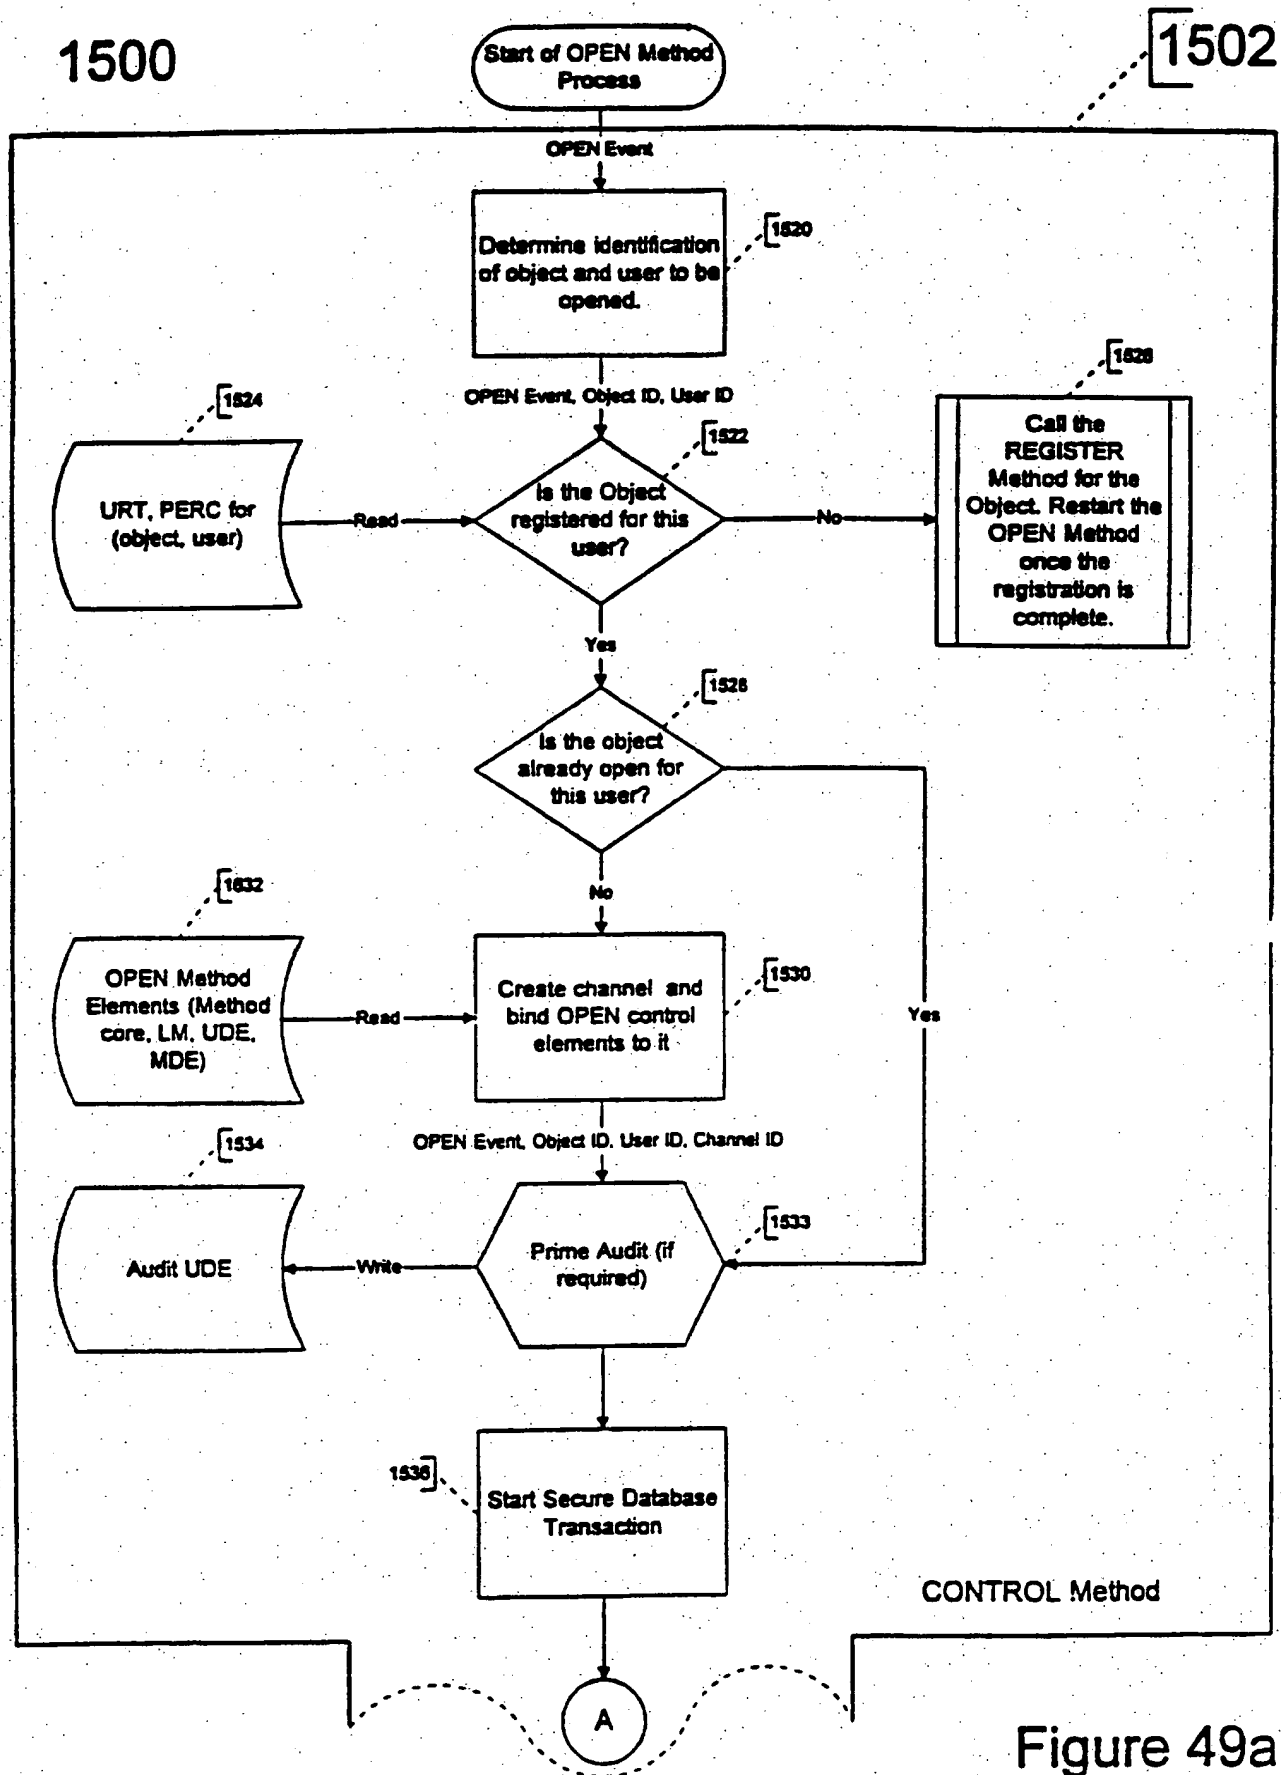 1500
1502
Start of OPEN Method
Process
OPEN Event
1520
Determine identification
of object and user to be
opened.
OPEN Event, Object ID, User ID
1524
1522
1528
URT, PERC for
(object, user)
Read
Is the Object
registered for this
user?
No
Call the
REGISTER
Method for the
Object. Restart the
OPEN Method
once the
registration is
complete.
Yes
1526
Is the object
already open for
this user?
No
Yes
1532
OPEN Method
Elements (Method
core, LM, UDE,
MDE)
Read
1530
Create channel and
bind OPEN control
elements to it
OPEN Event, Object ID, User ID, Channel ID
1534
Audit UDE
Write
1533
Prime Audit (if
required)
1536
Start Secure Database
Transaction
CONTROL Method
A
Figure 49a